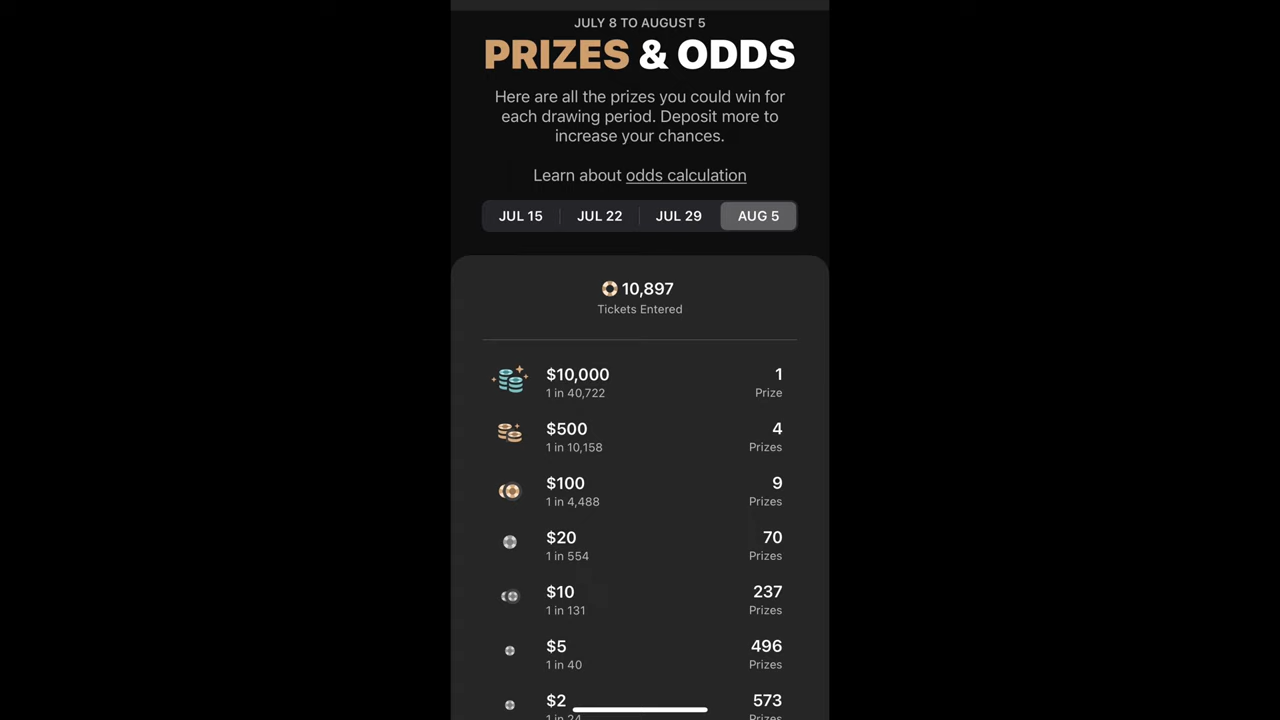 JULY 8 TO AUGUST 5
PRIZES & ODDS
Here are all the prizes you could win for
each drawing period. Deposit more to
increase your chances.
Learn about odds calculation
JUL 15 JUL 22 JUL 29 AUG 5
10,897
Tickets Entered
$10,000 1
1 in 40,722 Prize
$500 4
1 in 10,158 Prizes
$100 9
1 in 4,488 Prizes
$20 70
1 in 554 Prizes
$10 237
1 in 131 Prizes
$5 496
1 in 40 Prizes
$2 573
1 in 24 Prizes